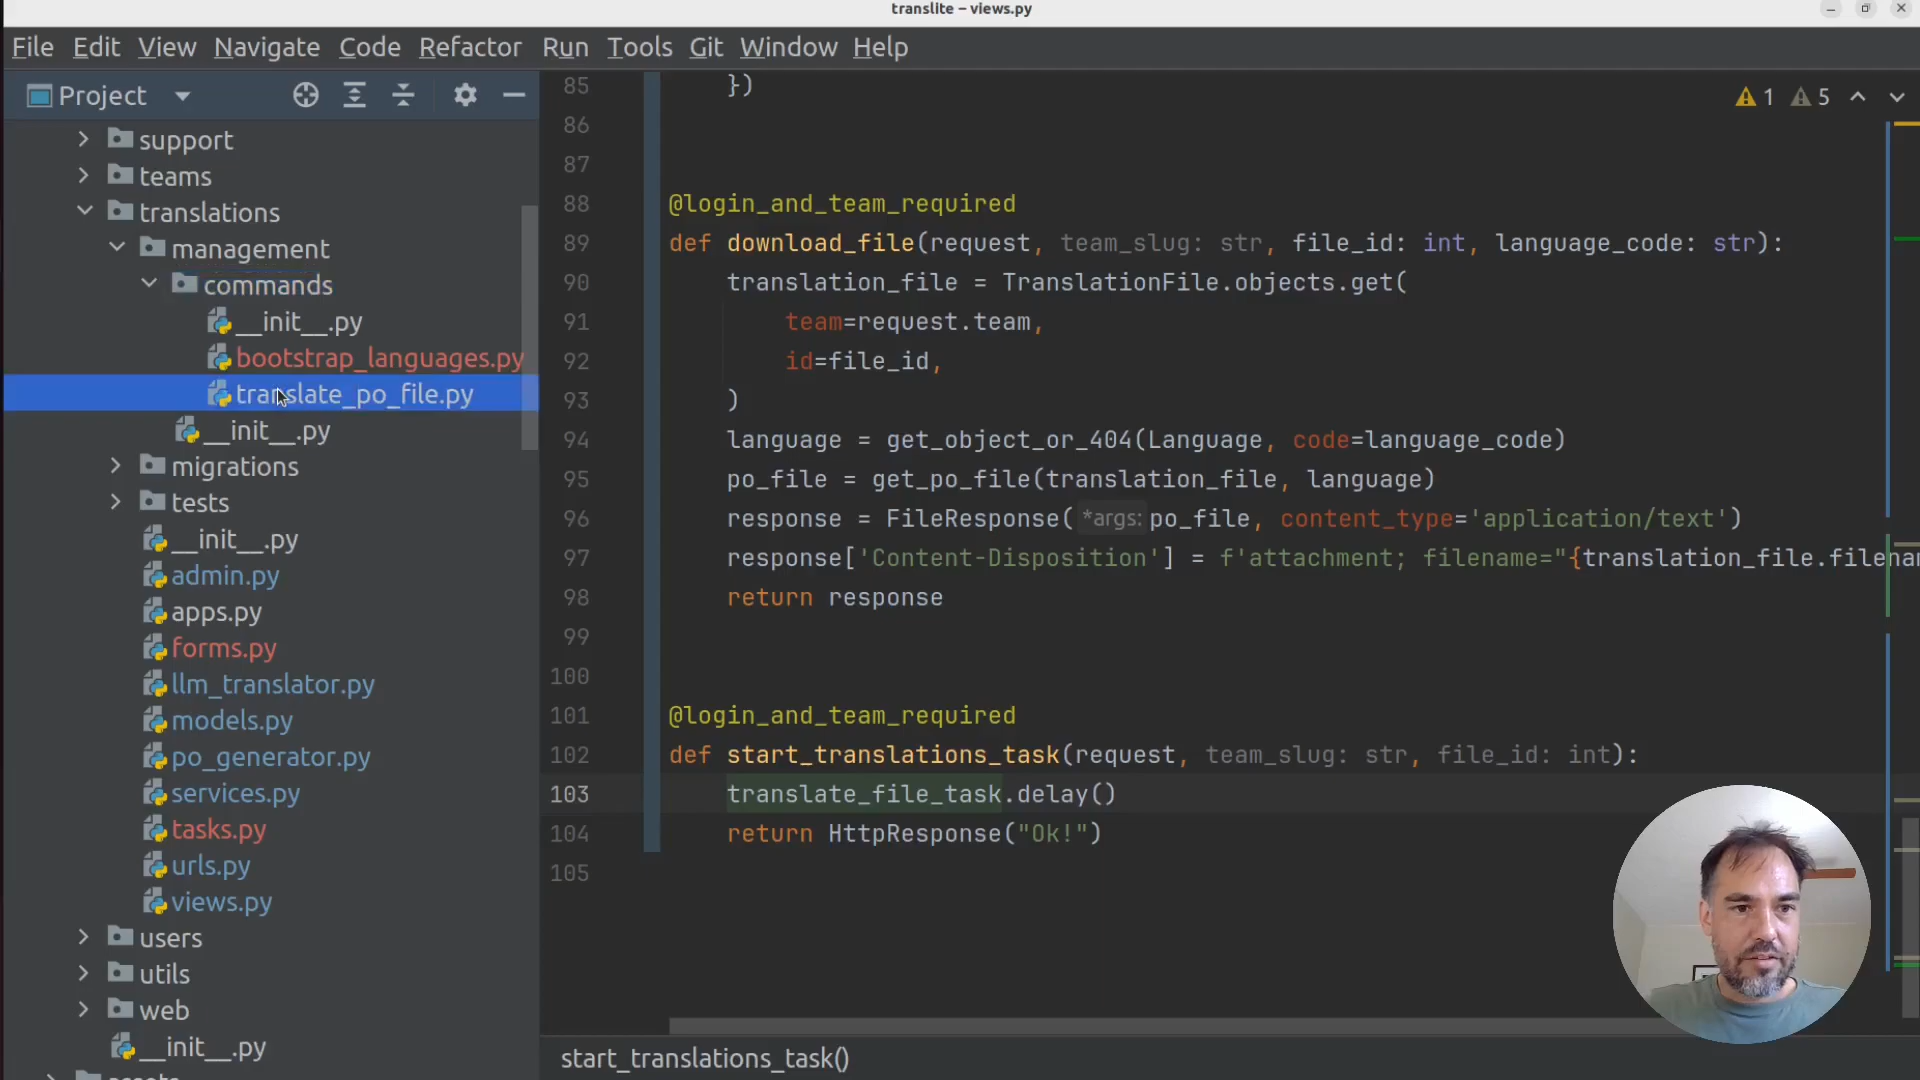 translite – views.py
File Edit View Navigate Code Refactor Run Tools Git Window Help
Project
support
teams
translations
management
commands
__init__.py
bootstrap_languages.py
translate_po_file.py
__init__.py
migrations
tests
__init__.py
admin.py
apps.py
forms.py
llm_translator.py
models.py
po_generator.py
services.py
tasks.py
urls.py
views.py
users
utils
web
__init__.py
1 5
85 })
86
87
88 @login_and_team_required
89 def download_file(request, team_slug: str, file_id: int, language_code: str):
90 translation_file = TranslationFile.objects.get(
91 team=request.team,
92 id=file_id,
93 )
94 language = get_object_or_404(Language, code=language_code)
95 po_file = get_po_file(translation_file, language)
96 response = FileResponse( *args: po_file, content_type='application/text')
97 response['Content-Disposition'] = f'attachment; filename="{translation_file.filenam
98 return response
99
100
101 @login_and_team_required
102 def start_translations_task(request, team_slug: str, file_id: int):
103 translate_file_task.delay()
104 return HttpResponse("Ok!")
105
start_translations_task()